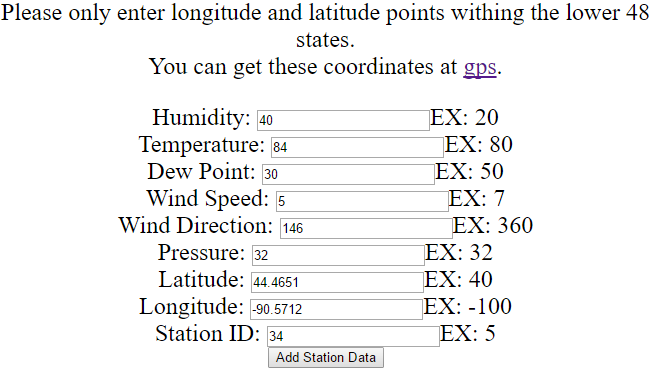 Please only enter longitude and latitude points withing the lower 48
states.
You can get these coordinates at gps.
Humidity: 40 EX: 20
Temperature: 84 EX: 80
Dew Point: 30 EX: 50
Wind Speed: 5 EX: 7
Wind Direction: 146 EX: 360
Pressure: 32 EX: 32
Latitude: 44.4651 EX: 40
Longitude: -90.5712 EX: -100
Station ID: 34 EX: 5
Add Station Data